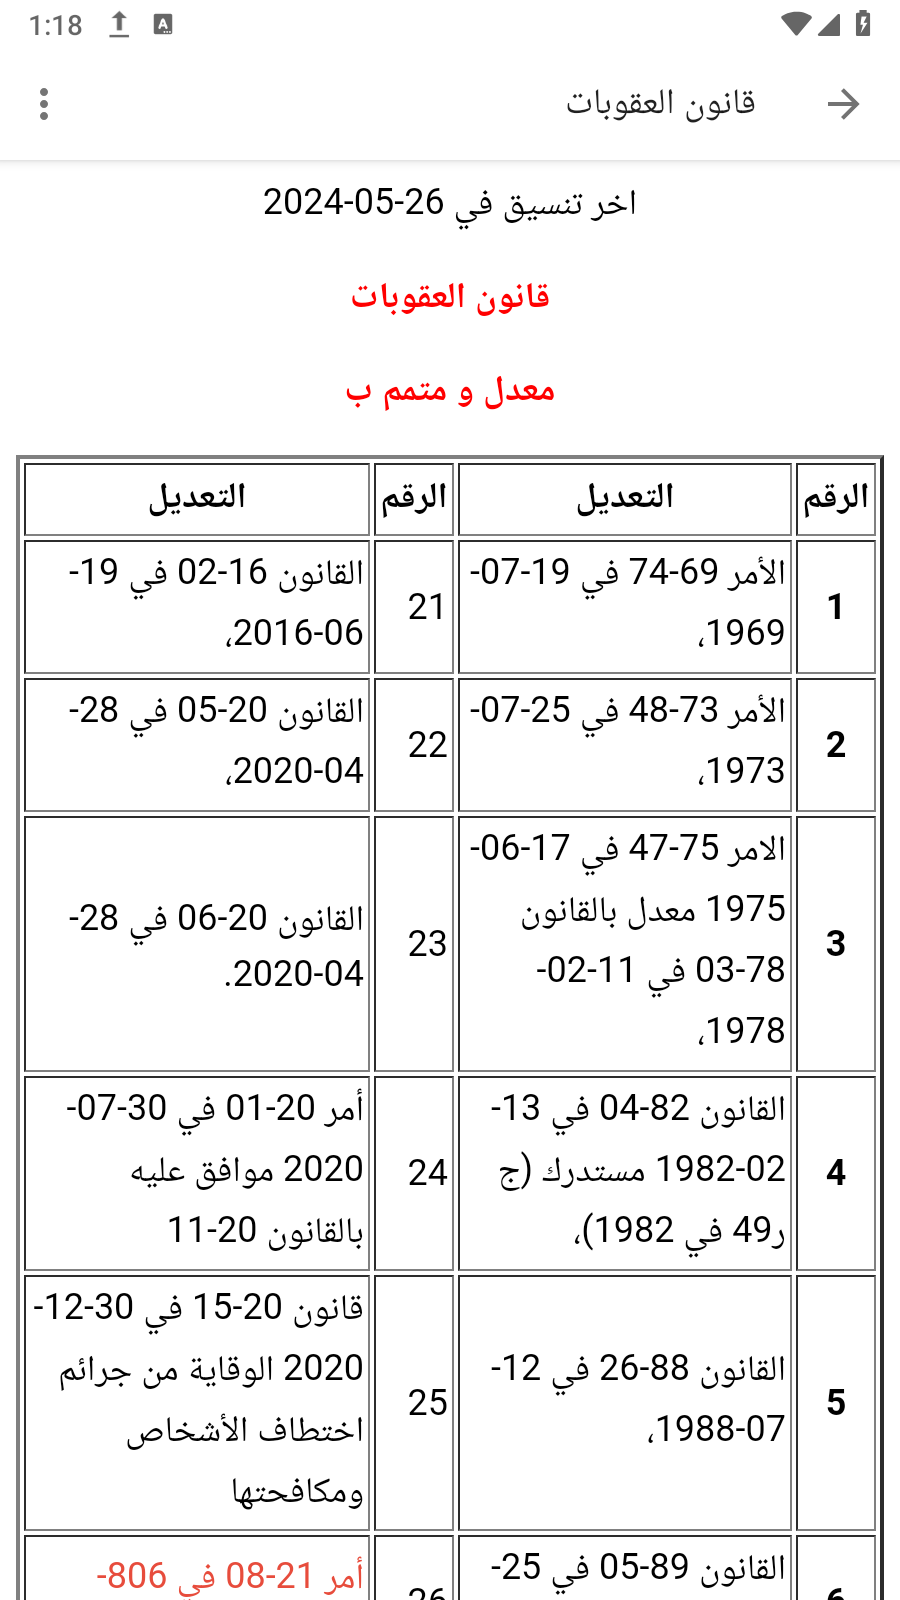 1:18
قانون العقوبات
اخر تنسيق في 26-05-2024
قانون العقوبات
معدل و متمم ب
الرقم
التعديل
الرقم
التعديل
1
الأمر 69-74 في 19-07-
1969،
21
القانون 16-02 في 19-
06-2016،
2
الأمر 73-48 في 25-07-
1973،
22
القانون 20-05 في 28-
04-2020،
3
الامر 75-47 في 17-06-
1975 معدل بالقانون
78-03 في 11-02-
1978،
23
القانون 20-06 في 28-
04-2020.
4
القانون 82-04 في 13-
02-1982 مستدرك (ج
ر49 في 1982)،
24
أمر 20-01 في 30-07-
2020 موافق عليه
بالقانون 20-11
5
القانون 88-26 في 12-
07-1988،
25
قانون 20-15 في 30-12-
2020 الوقاية من جرائم
اختطاف الأشخاص
ومكافحتها
6
القانون 89-05 في 25-
26
أمر 21-08 في 806-